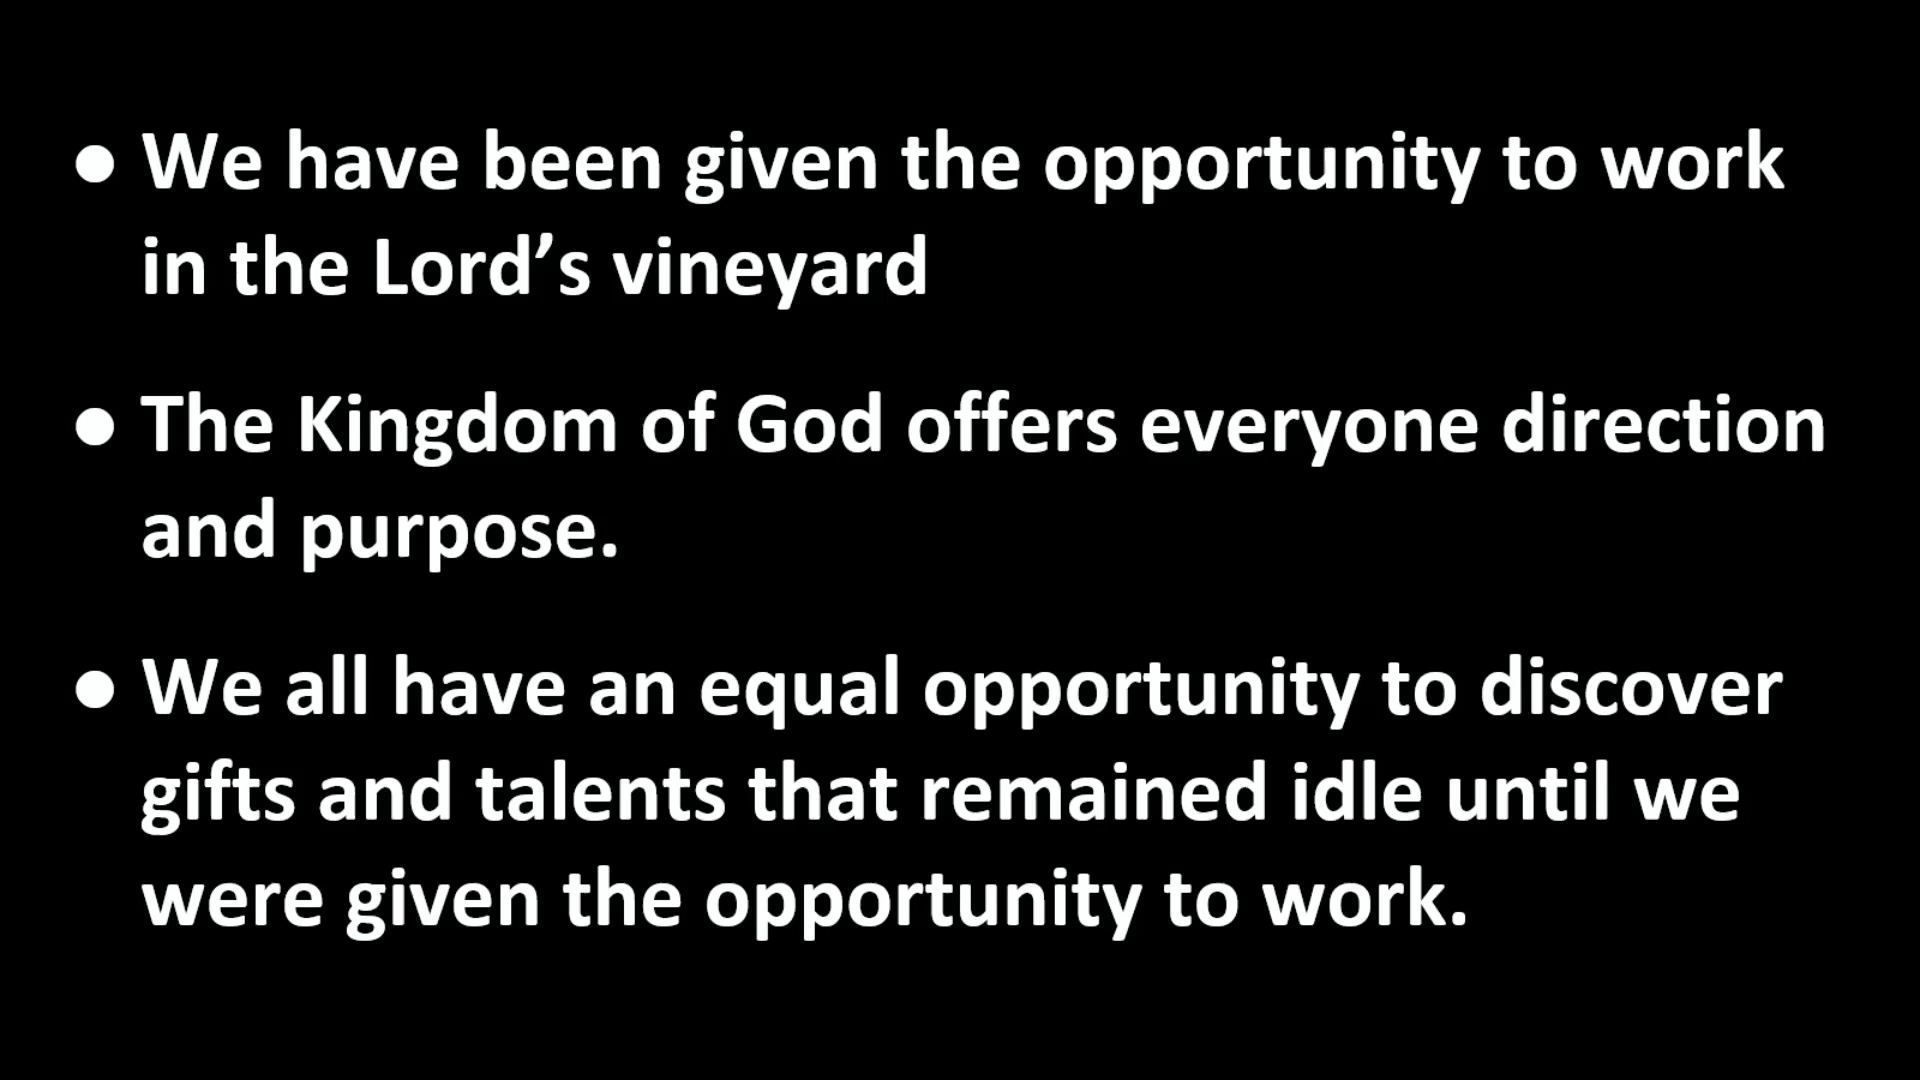 ● We have been given the opportunity to work
in the Lord’s vineyard
● The Kingdom of God offers everyone direction
and purpose.
● We all have an equal opportunity to discover
gifts and talents that remained idle until we
were given the opportunity to work.